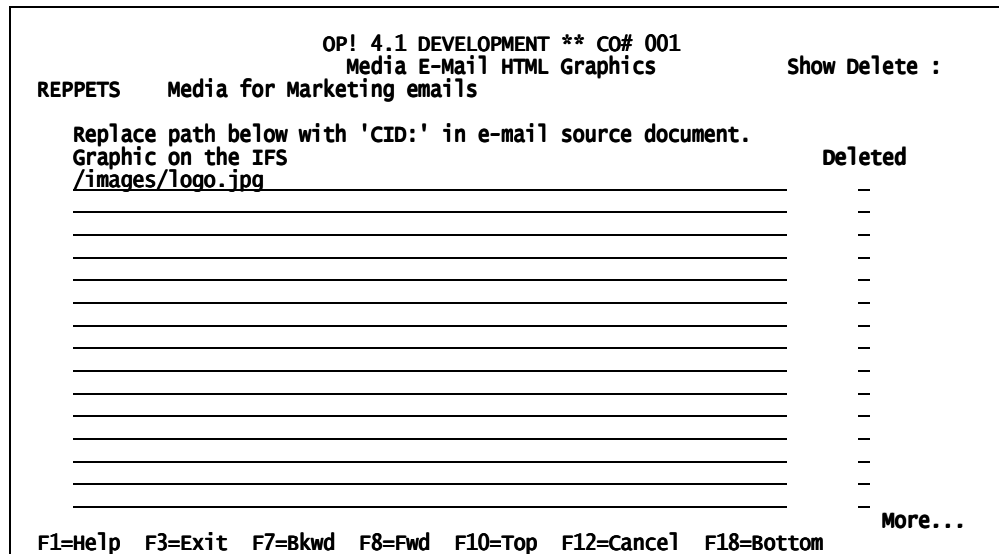 OP! 4.1 DEVELOPMENT ** CO# 001
Media E-Mail HTML Graphics Show Delete :
REPPETS Media for Marketing emails
Replace path below with 'CID:' in e-mail source document.
Graphic on the IFS Deleted
/images/logo.jpg
More...
F1=Help F3=Exit F7=Bkwd F8=Fwd F10=Top F12=Cancel F18=Bottom